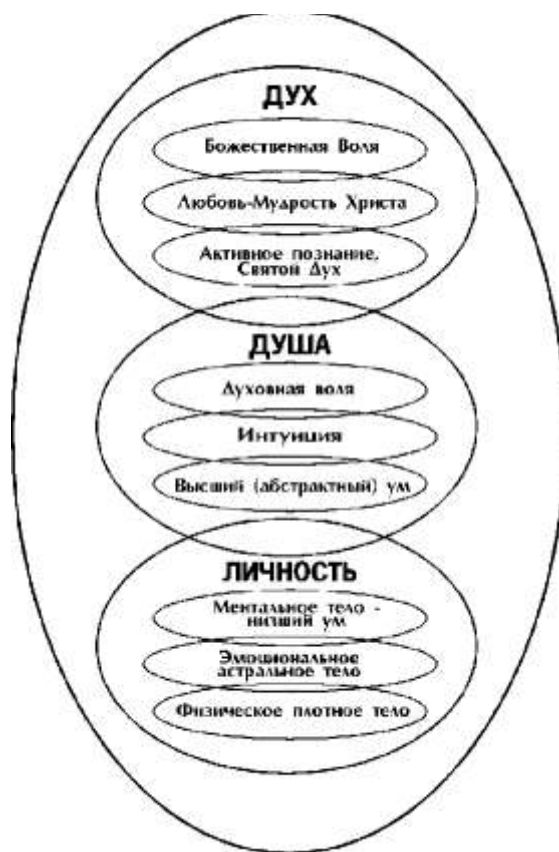 ДУХ
Божественная Воля
Любовь-Мудрость Христа
Активное познание.
Святой Дух
ДУША
Духовная воля
Интуиция
Высший (абстрактный) ум
ЛИЧНОСТЬ
Ментальное тело -
низший ум
Эмоциональное
астральное тело
Физическое плотное тело